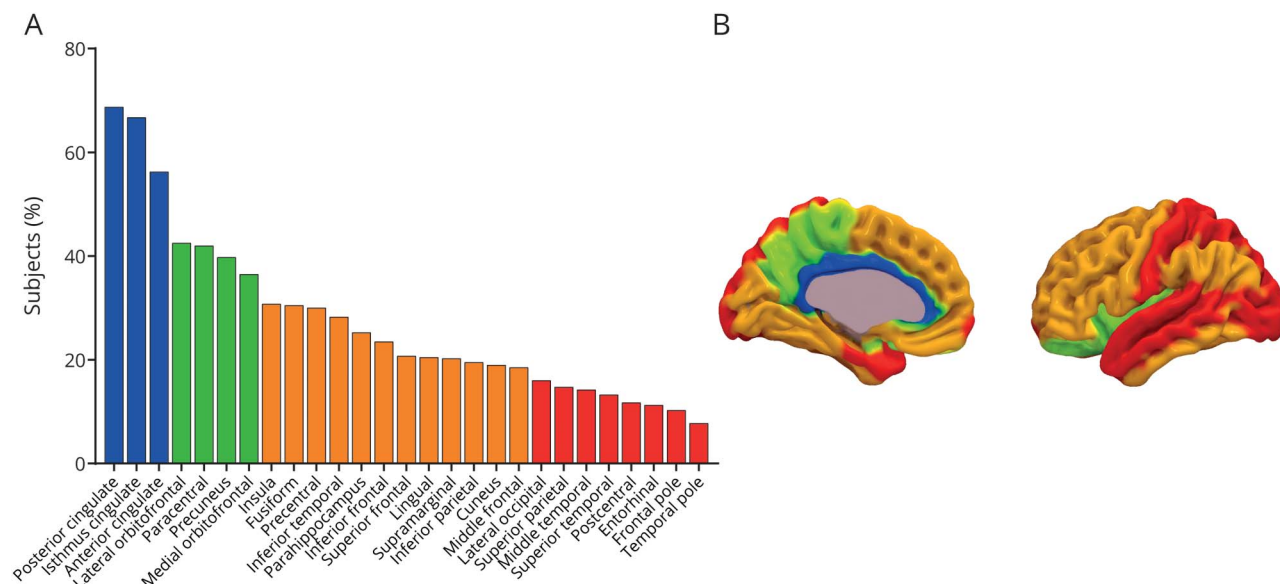 A
B
80
60
40
20
0
Subjects (%)
Posterior cingulate
Isthmus cingulate
Anterior cingulate
Lateral orbitofrontal
Paracentral
Precuneus
Medial orbitofrontal
Insula
Fusiform
Precentral
Inferior temporal
Parahippocampus
Inferior frontal
Superior frontal
Lingual
Supramarginal
Inferior parietal
Cuneus
Middle frontal
Lateral occipital
Superior parietal
Middle temporal
Superior temporal
Postcentral
Entorhinal
Frontal pole
Temporal pole